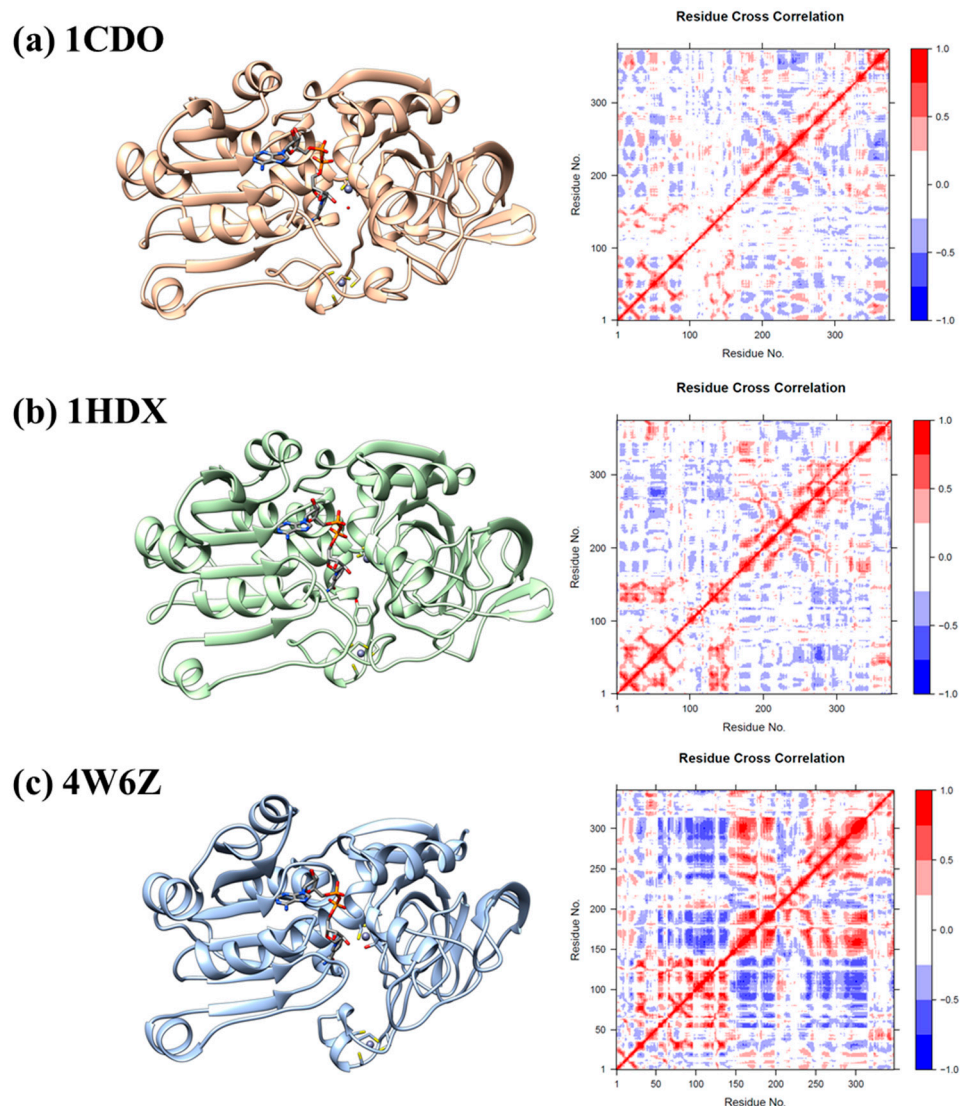 (a) 1CDO
Residue Cross Correlation
Residue No.
300
200
100
1
1 100 200 300
Residue No.
1.0
0.5
0.0
−0.5
−1.0
(b) 1HDX
Residue Cross Correlation
Residue No.
300
200
100
1
1 100 200 300
Residue No.
1.0
0.5
0.0
−0.5
−1.0
(c) 4W6Z
Residue Cross Correlation
Residue No.
300
250
200
150
100
50
1
1 50 100 150 200 250 300
Residue No.
1.0
0.5
0.0
−0.5
−1.0